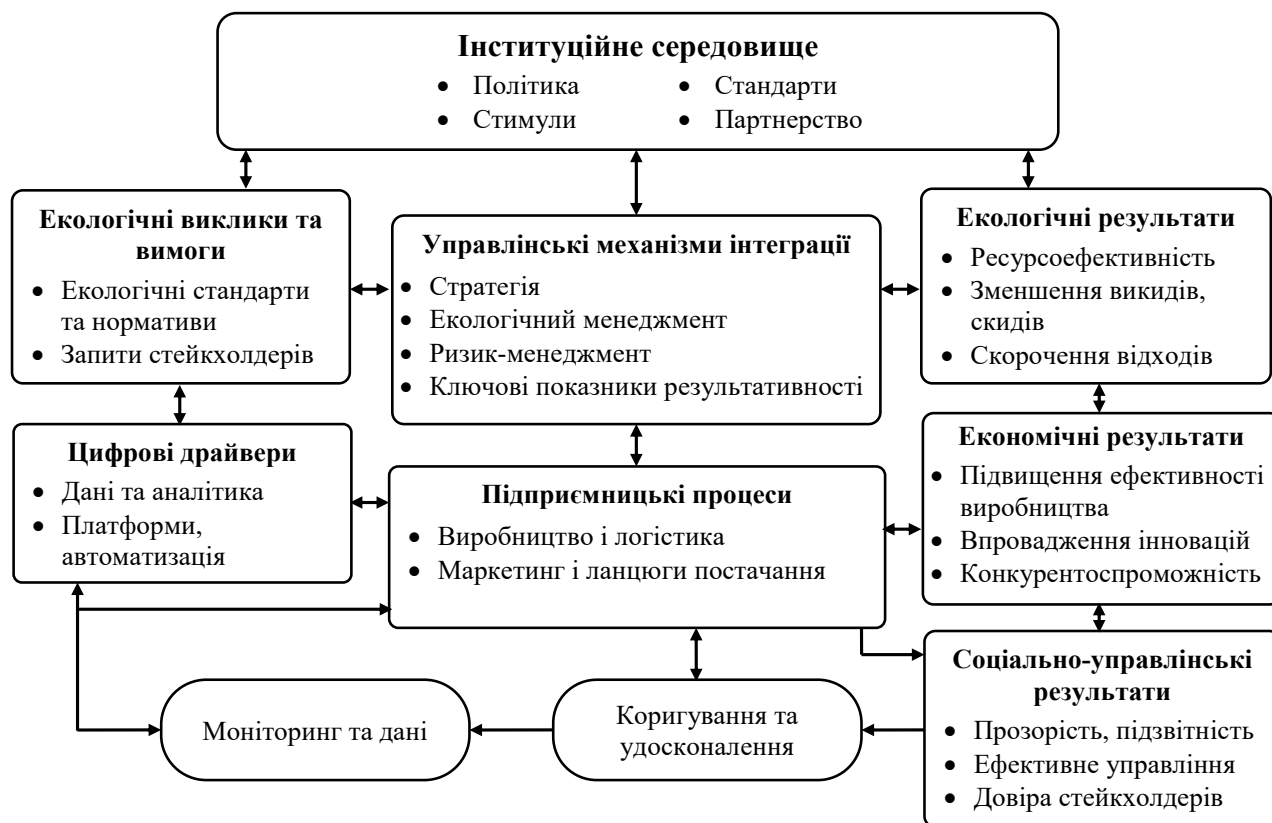 Інституційне середовище
• Політика
• Стимули
• Стандарти
• Партнерство
Екологічні виклики та
вимоги
• Екологічні стандарти
та нормативи
• Запити стейкхолдерів
Управлінські механізми інтеграції
• Стратегія
• Екологічний менеджмент
• Ризик-менеджмент
• Ключові показники результативності
Екологічні результати
• Ресурсоефективність
• Зменшення викидів,
скидів
• Скорочення відходів
Цифрові драйвери
• Дані та аналітика
• Платформи,
автоматизація
Підприємницькі процеси
• Виробництво і логістика
• Маркетинг і ланцюги постачання
Економічні результати
• Підвищення ефективності
виробництва
• Впровадження інновацій
• Конкурентоспроможність
Моніторинг та дані
Коригування та
удосконалення
Соціально-управлінські
результати
• Прозорість, підзвітність
• Ефективне управління
• Довіра стейкхолдерів